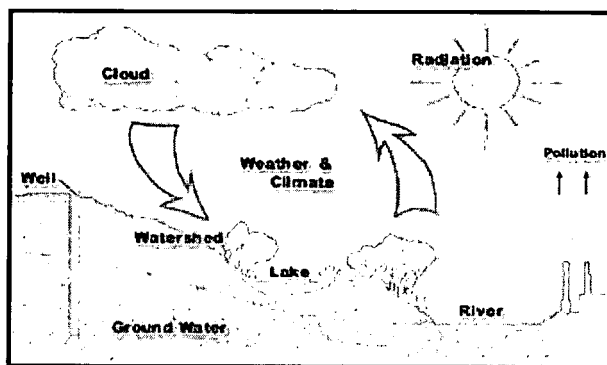 Cloud
Radiation
Weather &
Climate
Pollution
Well
Watershed
Lake
River
Ground Water